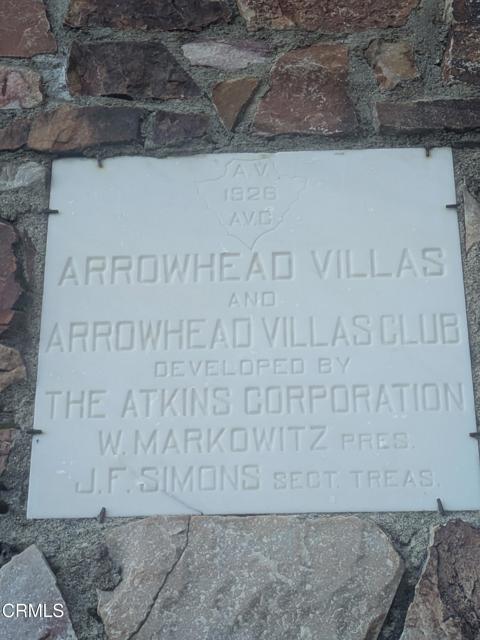 A.V.
1926
A.V.C.
ARROWHEAD VILLAS
AND
ARROWHEAD VILLAS CLUB
DEVELOPED BY
THE ATKINS CORPORATION
W. MARKOWITZ PRES.
J.F. SIMONS SECT. TREAS.
CRMLS